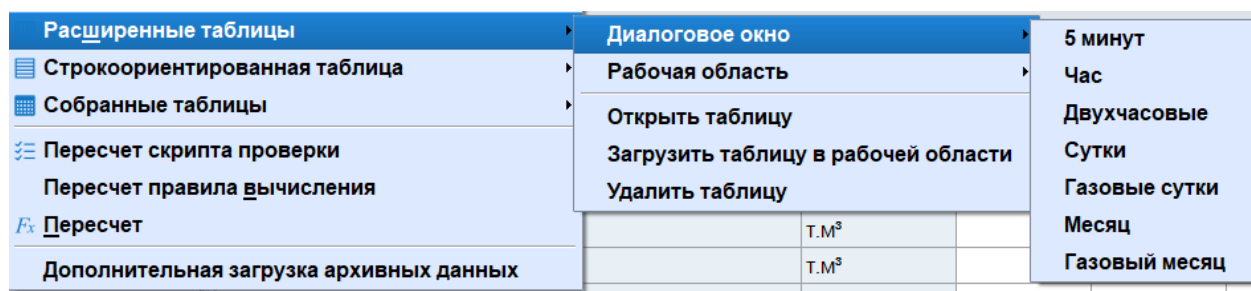 Расширенные таблицы
Строкоориентированная таблица
Собранные таблицы
Пересчет скрипта проверки
Пересчет правила вычисления
Fx Пересчет
Дополнительная загрузка архивных данных
Диалоговое окно
Рабочая область
Открыть таблицу
Загрузить таблицу в рабочей области
Удалить таблицу
5 минут
Час
Двухчасовые
Сутки
Газовые сутки
Месяц
Газовый месяц
Т.М³
Т.М³